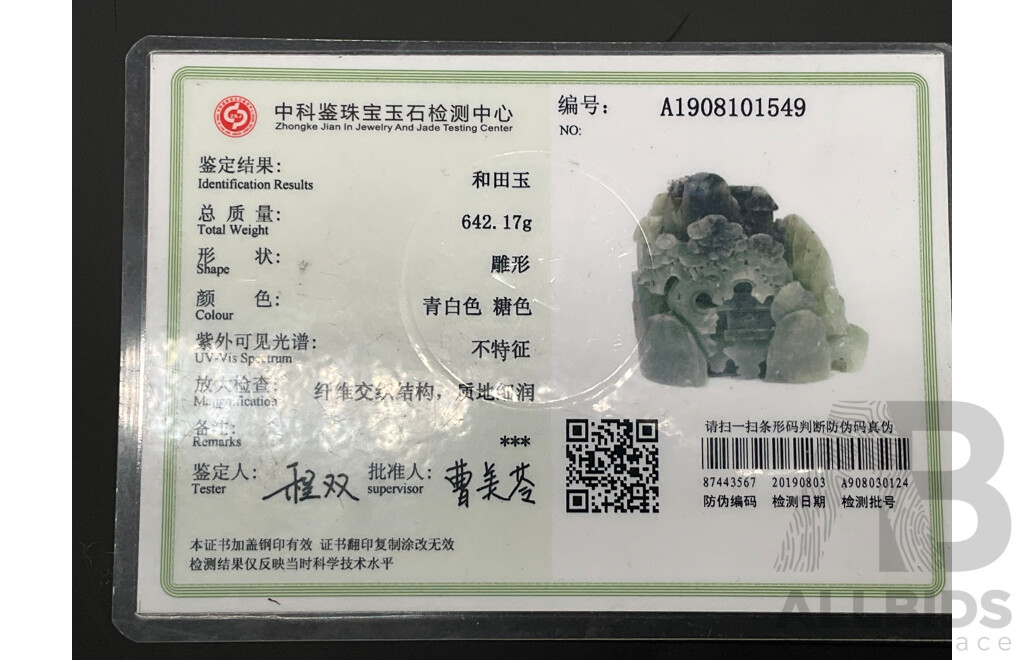 中科鉴珠宝玉石检测中心
Zhongke Jian In Jewelry And Jade Testing Center
编号： A1908101549
NO:
鉴定结果： 和田玉
Identification Results
总质量： 642.17g
Total Weight
形状： 雕形
Shape
颜色： 青白色 糖色
Colour
紫外可见光谱： 不特征
UV-Vis Spectrum
放大检查： 纤维交织结构，质地细润
Magnification
备注： ***
Remarks
鉴定人： 程双 批准人： 曹美苓
Tester supervisor
本证书加盖钢印有效 证书翻印复制涂改无效
检测结果仅反映当时科学技术水平
请扫一扫条形码判断防伪码真伪
87443567 20190803 A908030124
防伪编码 检测日期 检测批号
ALLBIDS